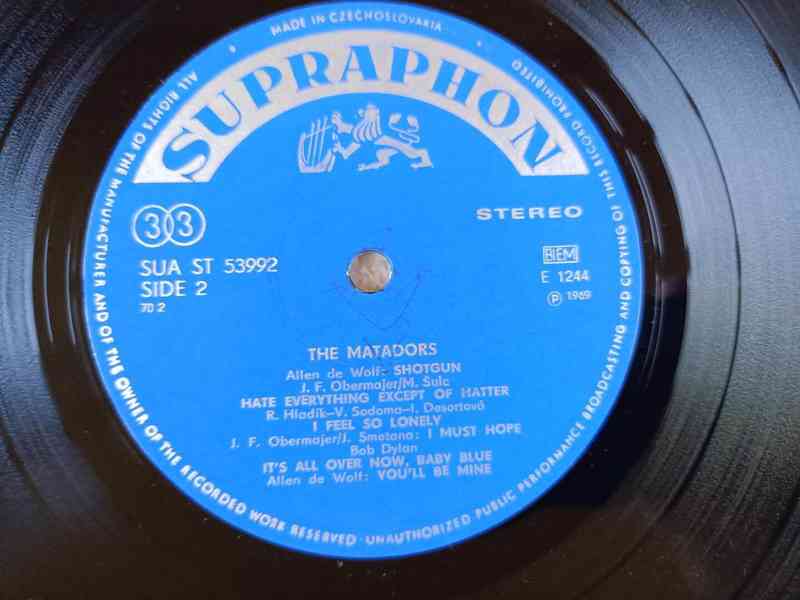 MADE IN CZECHOSLOVAKIA
SUPRAPHON
33
STEREO
SUA ST 53992
SIDE 2
70 2
BIEM
E 1244
Ⓟ 1969
THE MATADORS
Allen de Wolf: SHOTGUN
J. F. Obermajer/M. Šulc
HATE EVERYTHING EXCEPT OF HATTER
R. Hladík–V. Sodoma–I. Desortová
I FEEL SO LONELY
J. F. Obermajer/J. Smetana: I MUST HOPE
Bob Dylan
IT'S ALL OVER NOW, BABY BLUE
Allen de Wolf: YOU'LL BE MINE
ALL RIGHTS OF THE MANUFACTURER AND OF THE OWNER OF THE RECORDED WORK RESERVED · UNAUTHORIZED PUBLIC PERFORMANCE BROADCASTING AND COPYING OF THIS RECORD PROHIBITED